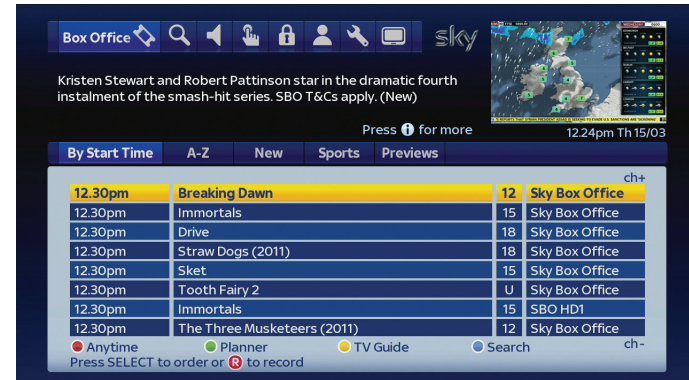 Box Office
sky
Kristen Stewart and Robert Pattinson star in the dramatic fourth
instalment of the smash-hit series. SBO T&Cs apply. (New)
Press i for more
12.24pm Th 15/03
By Start Time A-Z New Sports Previews
ch+
12.30pm Breaking Dawn 12 Sky Box Office
12.30pm Immortals 15 Sky Box Office
12.30pm Drive 18 Sky Box Office
12.30pm Straw Dogs (2011) 18 Sky Box Office
12.30pm Sket 15 Sky Box Office
12.30pm Tooth Fairy 2 U Sky Box Office
12.30pm Immortals 15 SBO HD1
12.30pm The Three Musketeers (2011) 12 Sky Box Office
Anytime Planner TV Guide Search ch-
Press SELECT to order or R to record